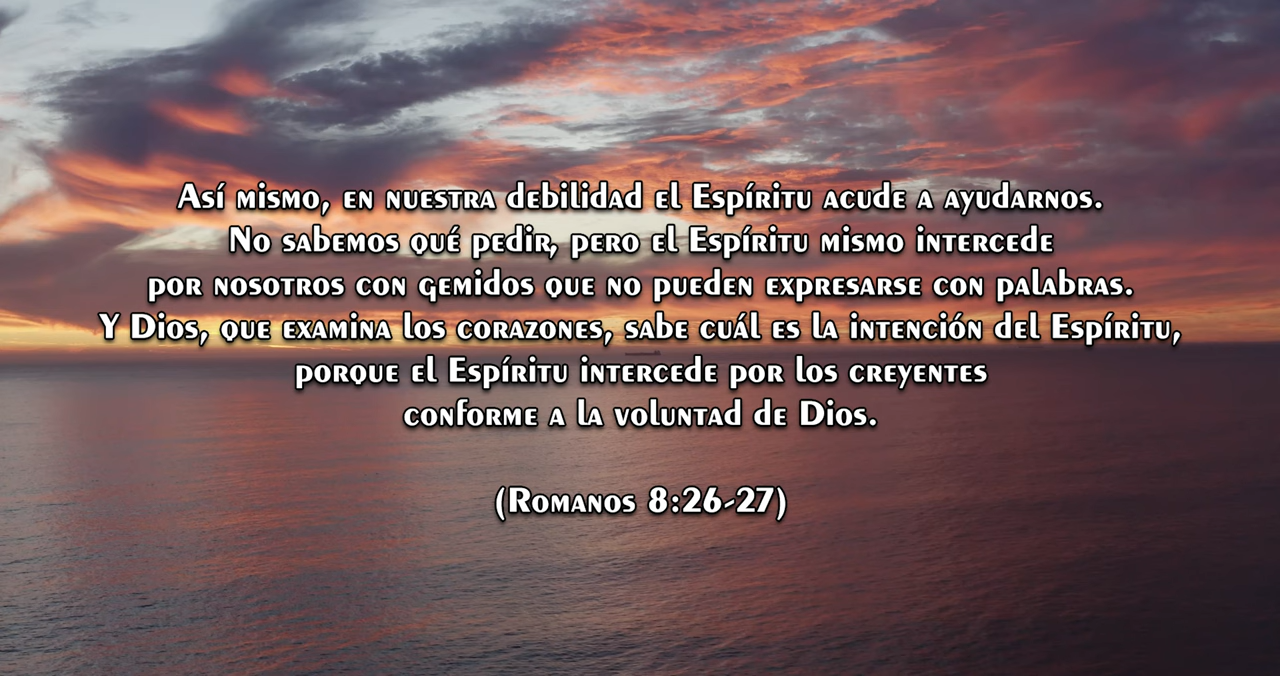 Así mismo, en nuestra debilidad el Espíritu acude a ayudarnos.
No sabemos qué pedir, pero el Espíritu mismo intercede
por nosotros con gemidos que no pueden expresarse con palabras.
Y Dios, que examina los corazones, sabe cuál es la intención del Espíritu,
porque el Espíritu intercede por los creyentes
conforme a la voluntad de Dios.
(Romanos 8:26-27)